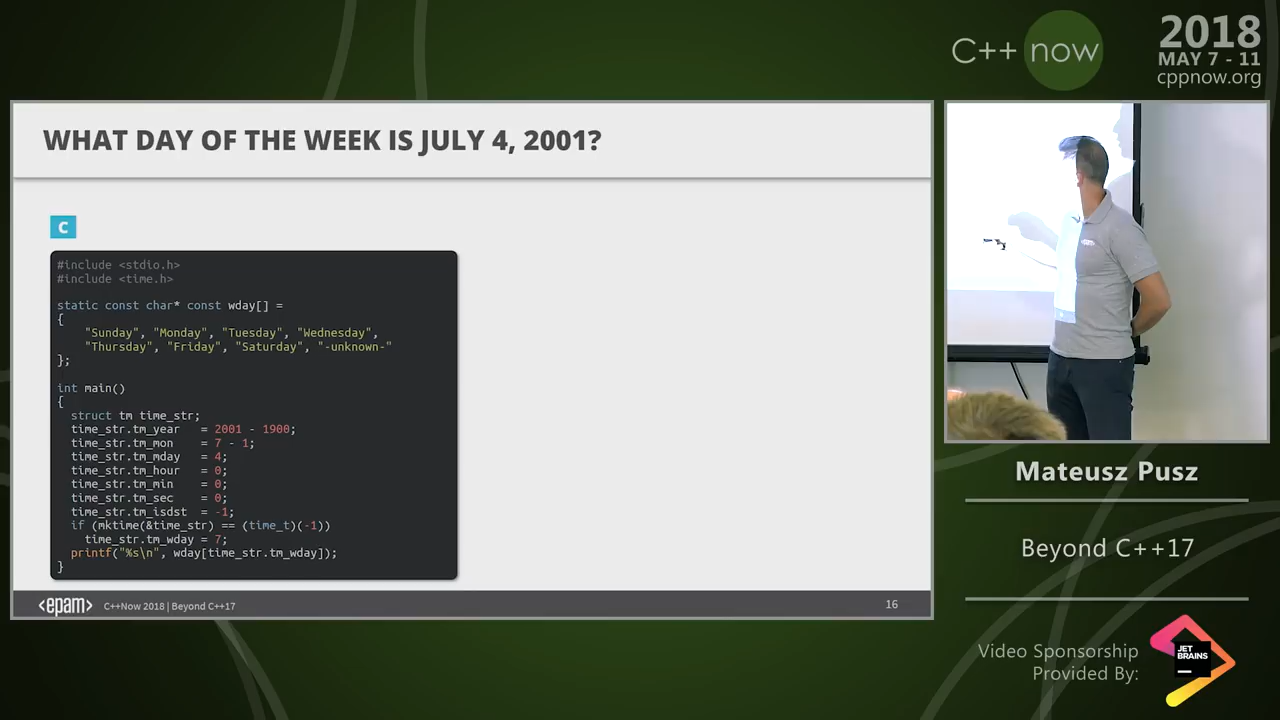 C++ now
2018
MAY 7 - 11
cppnow.org
WHAT DAY OF THE WEEK IS JULY 4, 2001?
C
#include <stdio.h>
#include <time.h>
static const char* const wday[] =
{
"Sunday", "Monday", "Tuesday", "Wednesday",
"Thursday", "Friday", "Saturday", "-unknown-"
};
int main()
{
struct tm time_str;
time_str.tm_year = 2001 - 1900;
time_str.tm_mon = 7 - 1;
time_str.tm_mday = 4;
time_str.tm_hour = 0;
time_str.tm_min = 0;
time_str.tm_sec = 0;
time_str.tm_isdst = -1;
if (mktime(&time_str) == (time_t)(-1))
time_str.tm_wday = 7;
printf("%s\n", wday[time_str.tm_wday]);
}
<epam>
C++Now 2018 | Beyond C++17
16
Mateusz Pusz
Beyond C++17
Video Sponsorship
Provided By:
JET
BRAINS